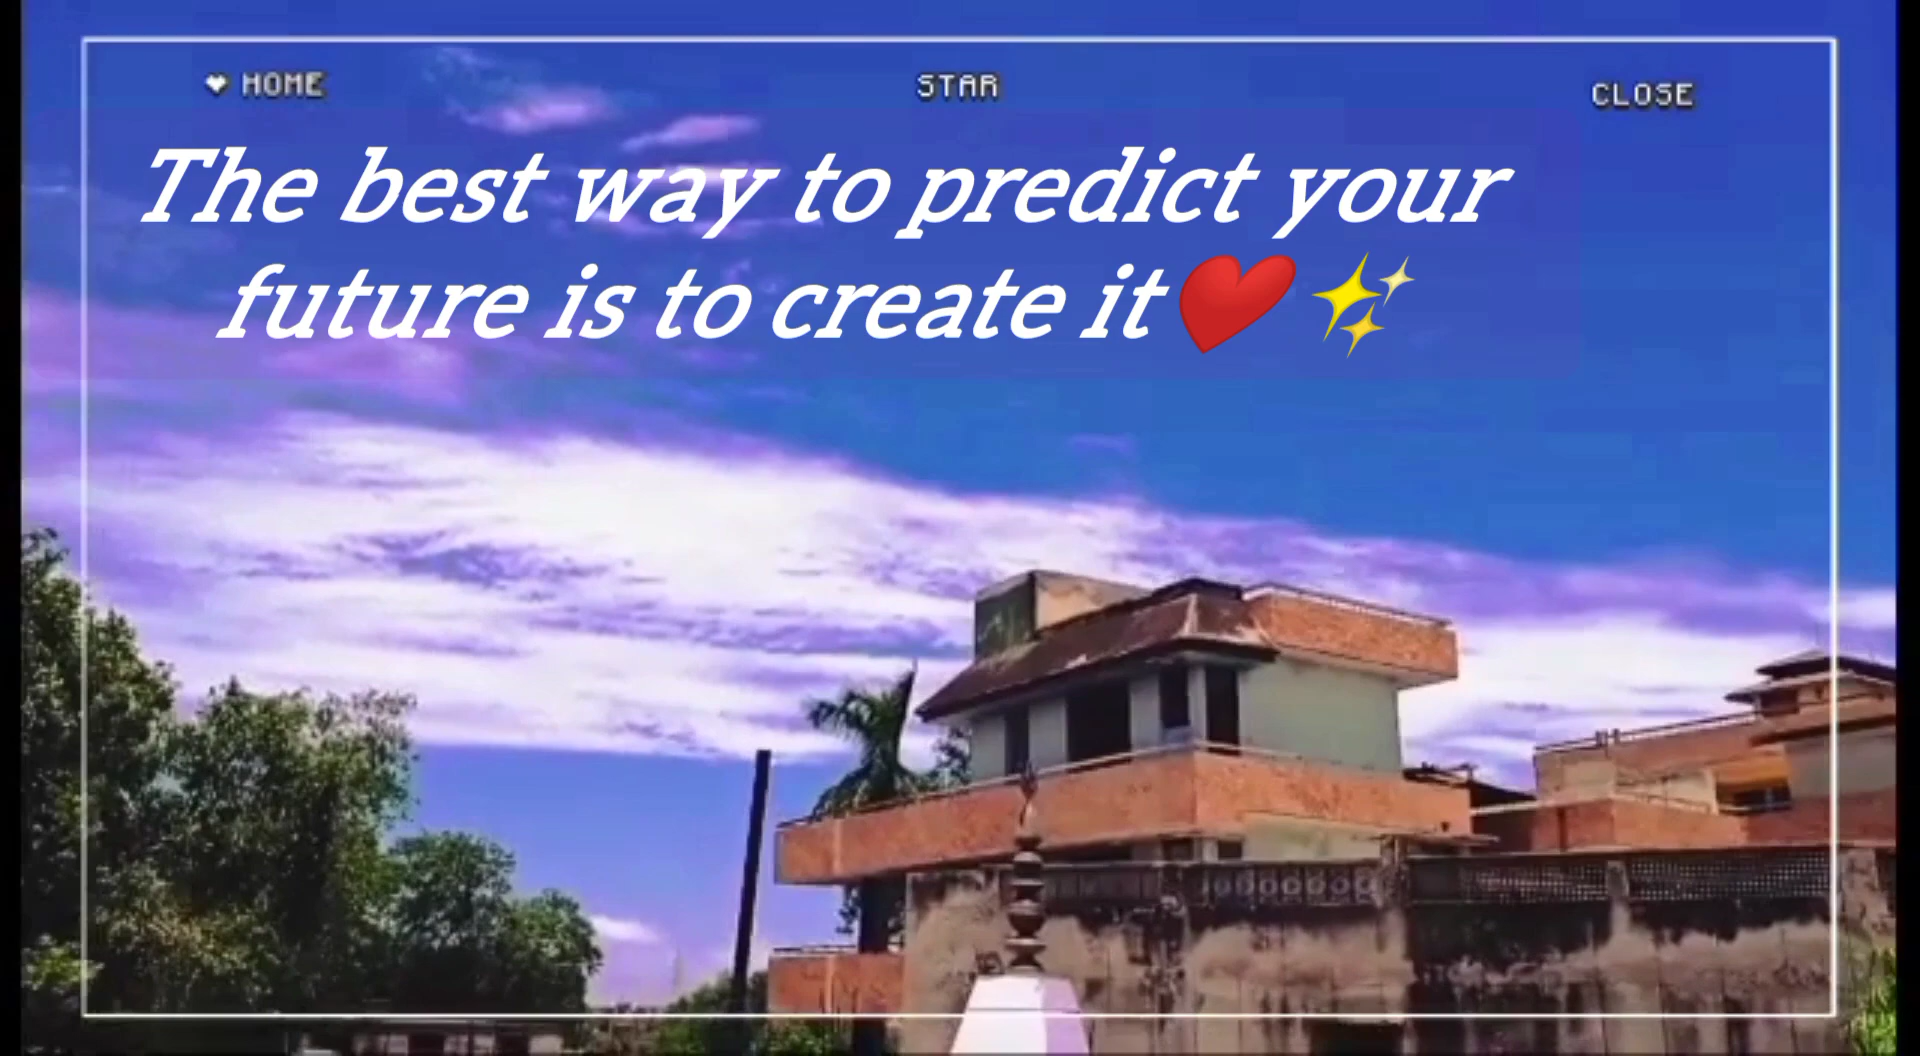 ♥ HOME STAR CLOSE
The best way to predict your
future is to create it❤️✨